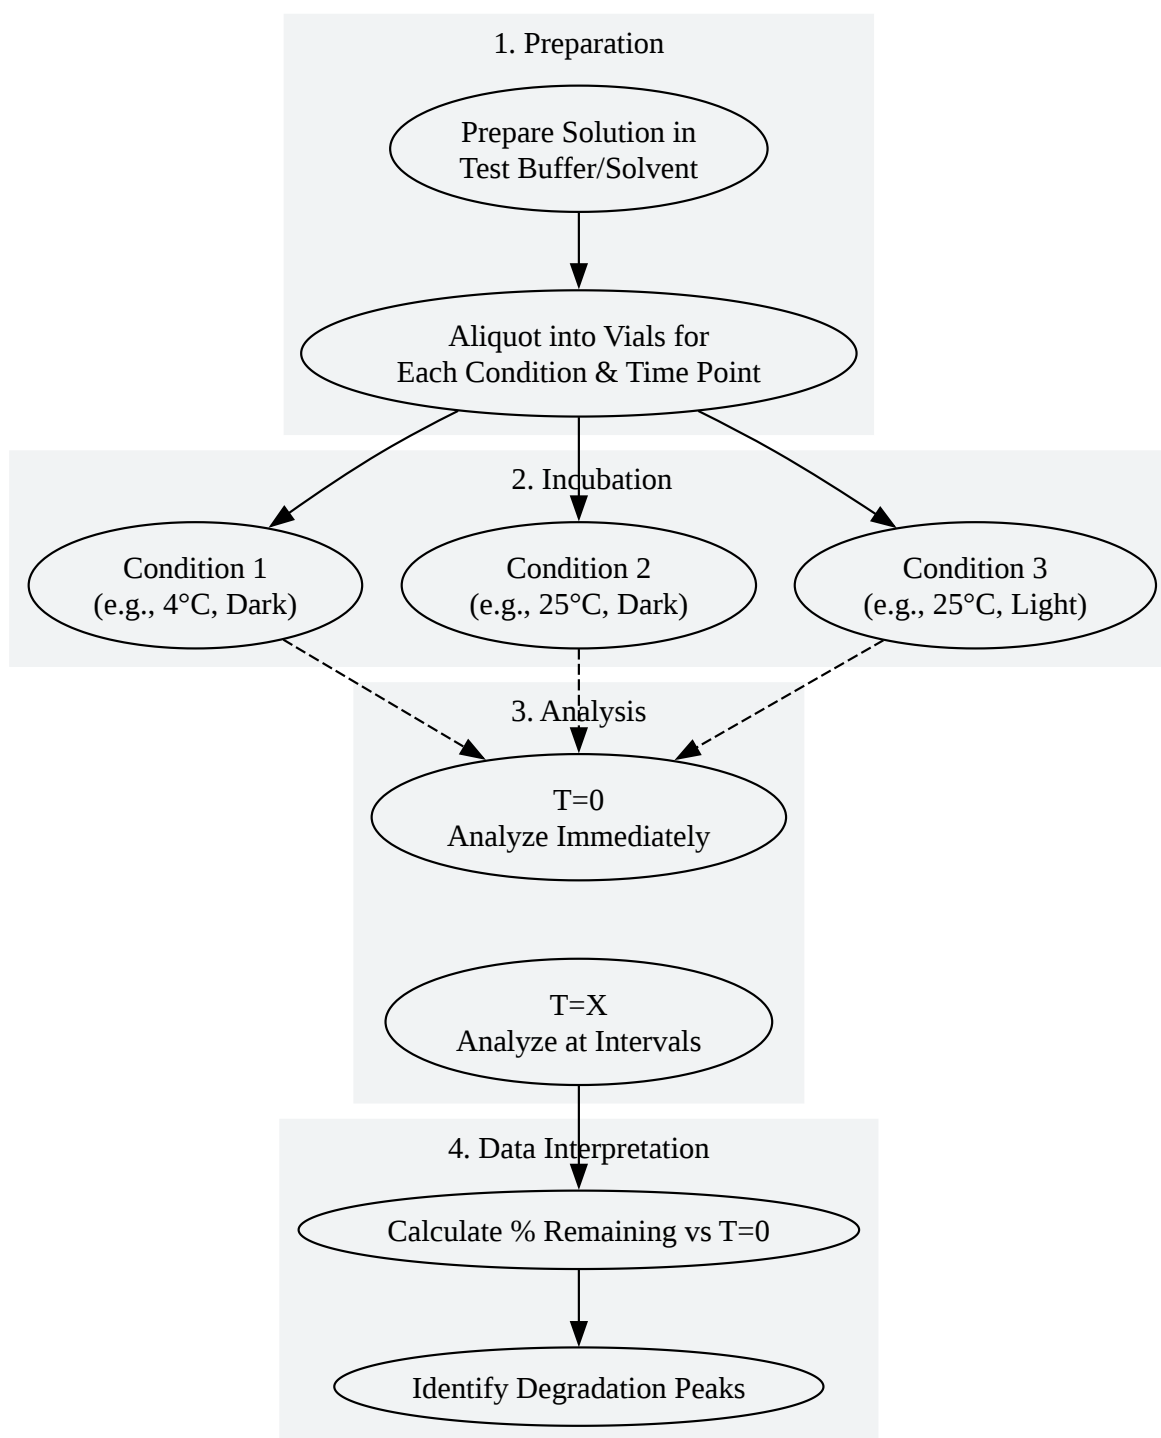 1. Preparation
Prepare Solution in
Test Buffer/Solvent
Aliquot into Vials for
Each Condition & Time Point
2. Incubation
Condition 1
(e.g., 4°C, Dark)
Condition 2
(e.g., 25°C, Dark)
Condition 3
(e.g., 25°C, Light)
3. Analysis
T=0
Analyze Immediately
T=X
Analyze at Intervals
4. Data Interpretation
Calculate % Remaining vs T=0
Identify Degradation Peaks